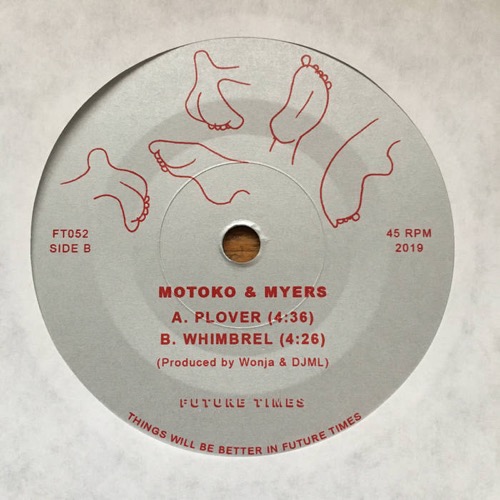 FT052
SIDE B
45 RPM
2019
MOTOKO & MYERS
A. PLOVER (4:36)
B. WHIMBREL (4:26)
(Produced by Wonja & DJML)
FUTURE TIMES
THINGS WILL BE BETTER IN FUTURE TIMES